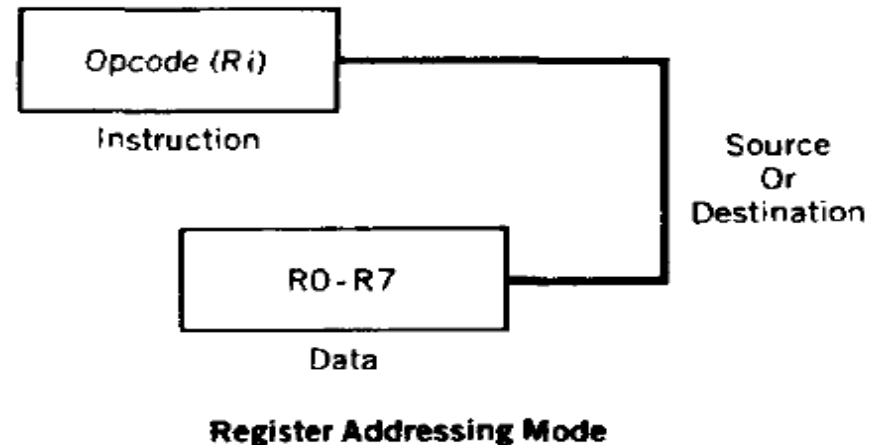 Opcode (Ri)
Instruction
Source
Or
Destination
R0-R7
Data
Register Addressing Mode